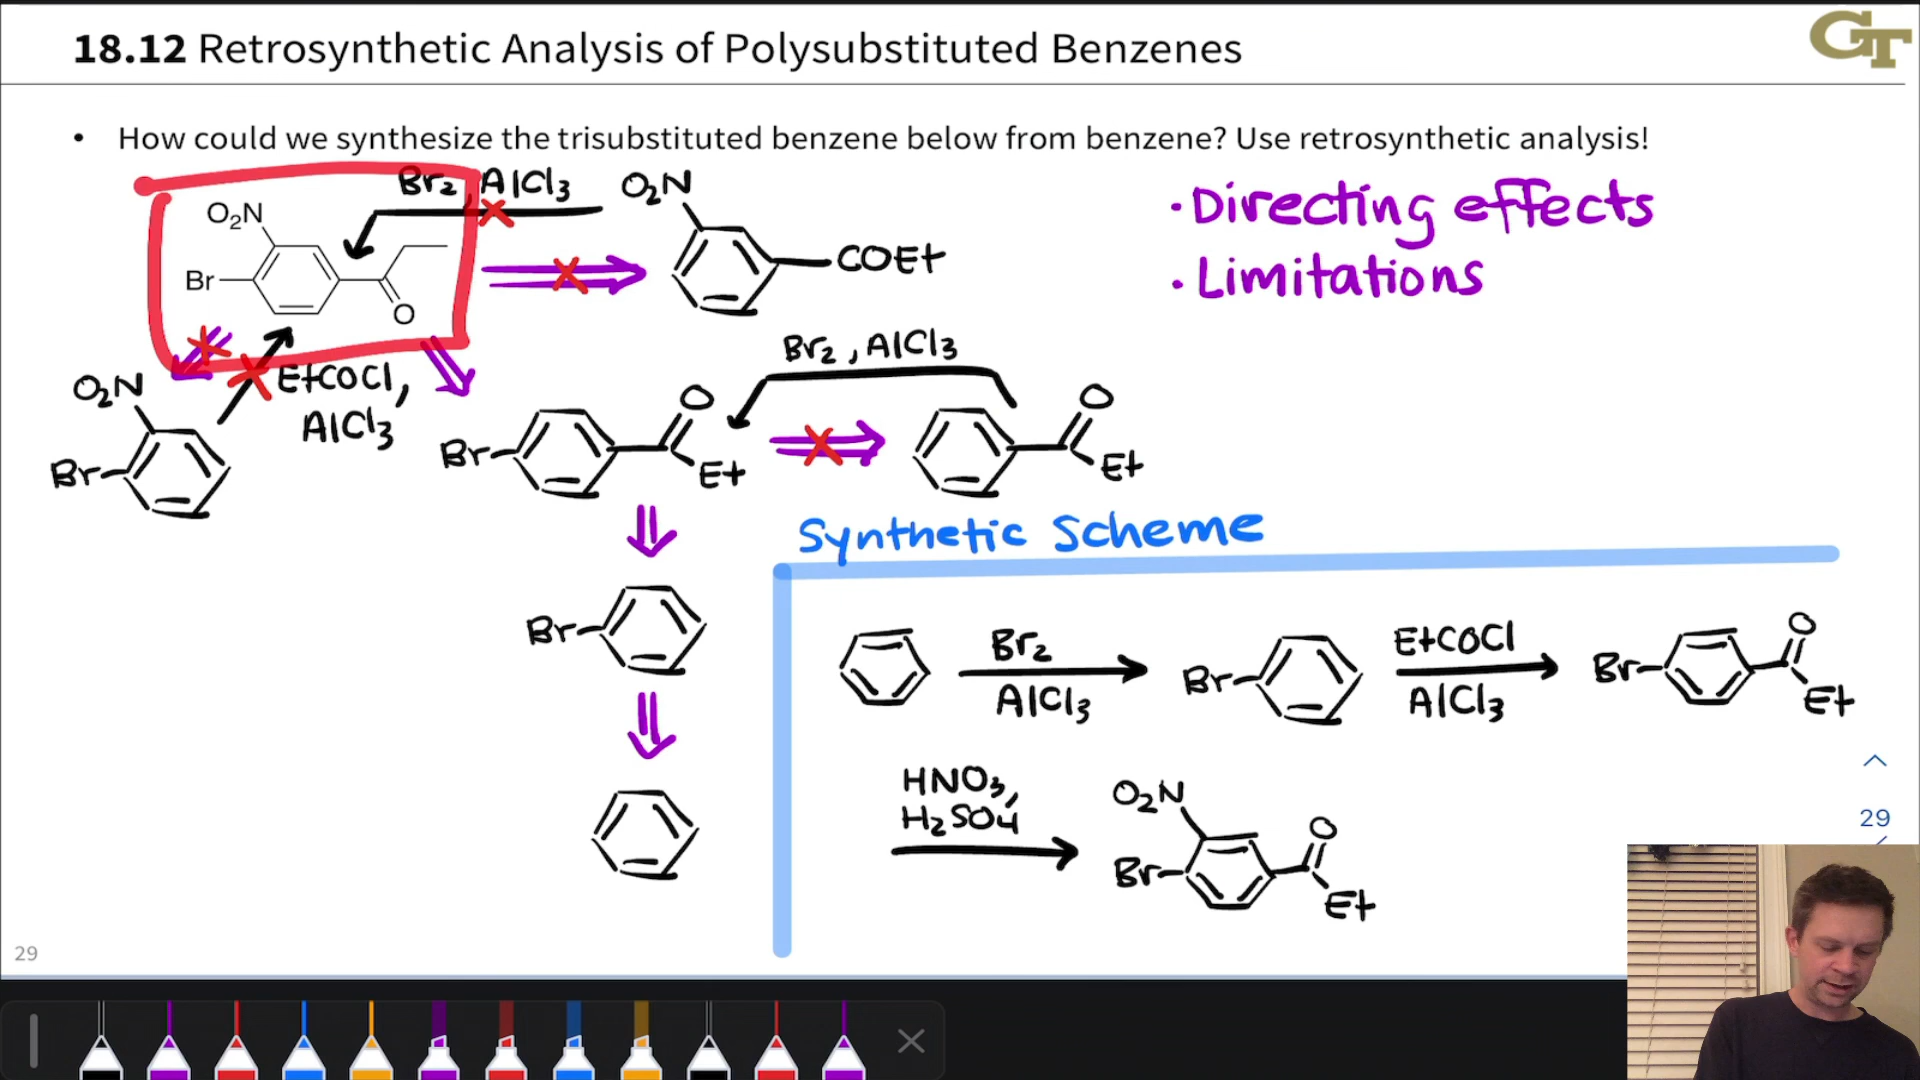 18.12 Retrosynthetic Analysis of Polysubstituted Benzenes
GT
• How could we synthesize the trisubstituted benzene below from benzene? Use retrosynthetic analysis!
Br₂, AlCl₃
O₂N
• Directing effects
O₂N
COEt
• Limitations
Br
O
Br₂, AlCl₃
O₂N
EtCOCl,
AlCl₃
O
O
Br
Br
Et
Et
Synthetic Scheme
Br
Br₂
AlCl₃
Br
EtCOCl
AlCl₃
Br
O
Et
HNO₃,
H₂SO₄
O₂N
Br
O
Et
29
29